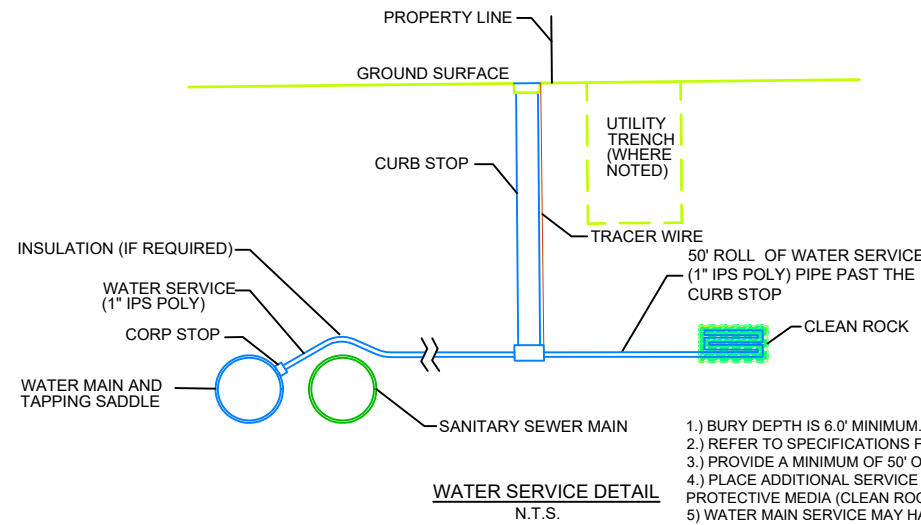 PROPERTY LINE
GROUND SURFACE
UTILITY
TRENCH
(WHERE
NOTED)
CURB STOP
TRACER WIRE
INSULATION (IF REQUIRED)
50' ROLL OF WATER SERVICE
(1" IPS POLY) PIPE PAST THE
CURB STOP
WATER SERVICE
(1" IPS POLY)
CORP STOP
CLEAN ROCK
WATER MAIN AND
TAPPING SADDLE
SANITARY SEWER MAIN
1.) BURY DEPTH IS 6.0' MINIMUM.
2.) REFER TO SPECIFICATIONS
3.) PROVIDE A MINIMUM OF 50'
4.) PLACE ADDITIONAL SERVICE
PROTECTIVE MEDIA (CLEAN
5) WATER MAIN SERVICE MAY
WATER SERVICE DETAIL
N.T.S.